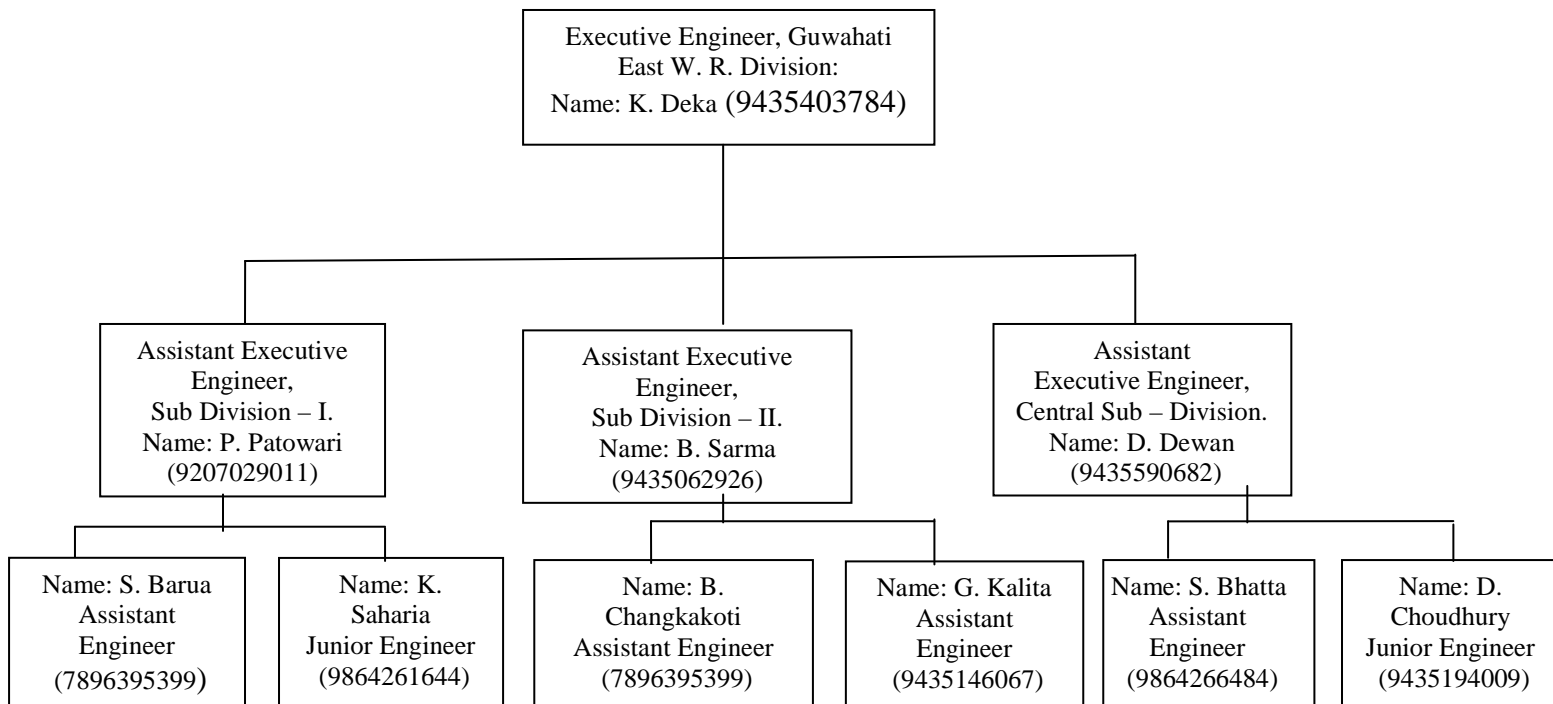 Executive Engineer, Guwahati
East W. R. Division:
Name: K. Deka (9435403784)
Assistant Executive
Engineer,
Sub Division – I.
Name: P. Patowari
(9207029011)
Assistant Executive
Engineer,
Sub Division – II.
Name: B. Sarma
(9435062926)
Assistant
Executive Engineer,
Central Sub – Division.
Name: D. Dewan
(9435590682)
Name: S. Barua
Assistant
Engineer
(7896395399)
Name: K.
Saharia
Junior Engineer
(9864261644)
Name: B.
Changkakoti
Assistant Engineer
(7896395399)
Name: G. Kalita
Assistant
Engineer
(9435146067)
Name: S. Bhatta
Assistant
Engineer
(9864266484)
Name: D.
Choudhury
Junior Engineer
(9435194009)